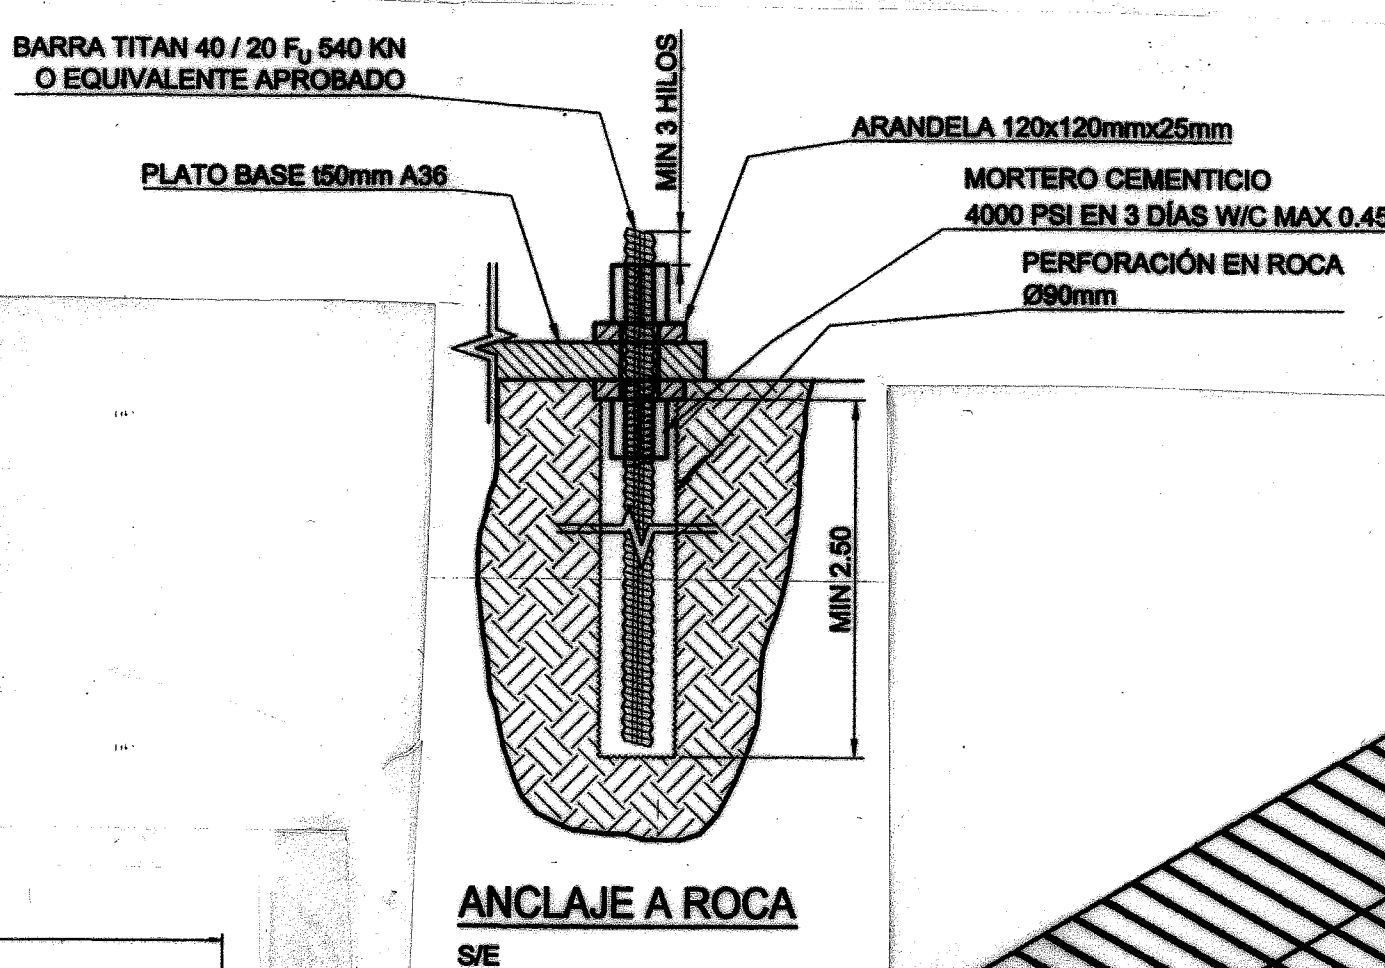 BARRA TITAN 40 / 20 FU 540 KN
O EQUIVALENTE APROBADO
MIN 3 HILOS
ARANDELA 120x120mmx25mm
PLATO BASE t50mm A36
MORTERO CEMENTICIO
4000 PSI EN 3 DÍAS W/C MAX 0.45
PERFORACIÓN EN ROCA
Ø90mm
MIN 2.50
ANCLAJE A ROCA
S/E